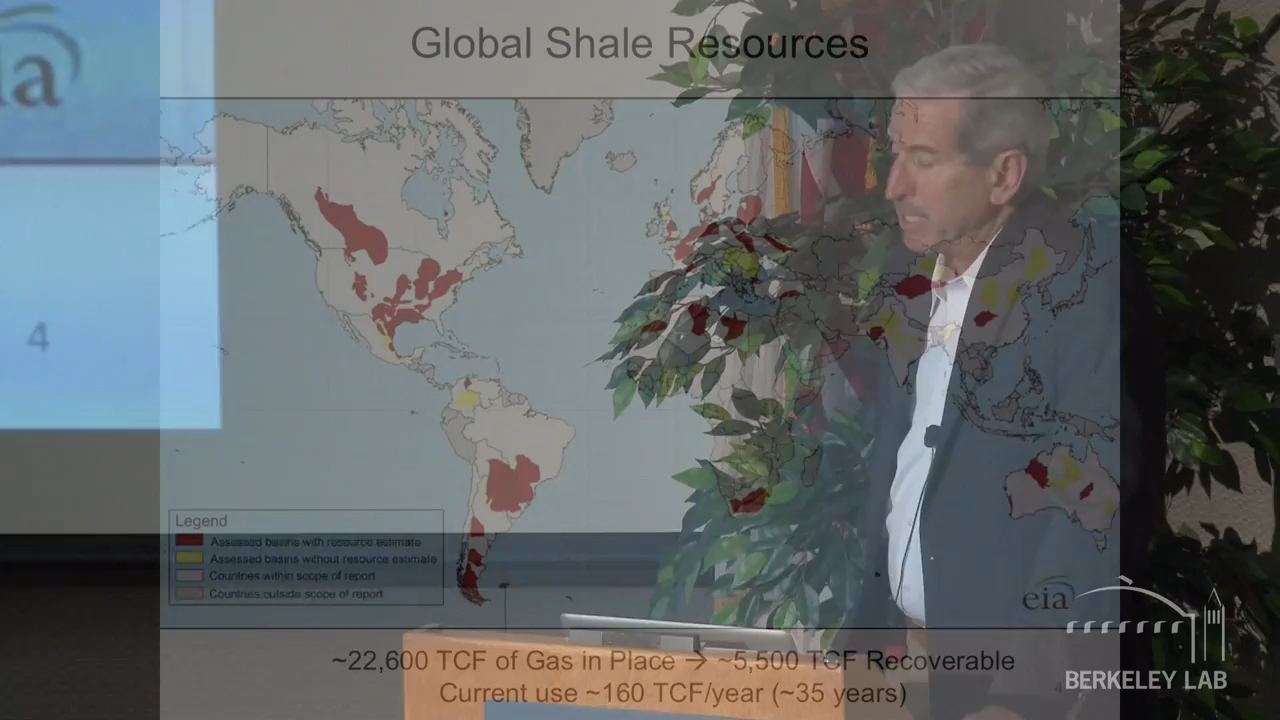 Global Shale Resources
ia
4
Legend
Assessed basins with resource estimate
Assessed basins without resource estimate
Countries within scope of report
Countries outside scope of report
eia
~22,600 TCF of Gas in Place → ~5,500 TCF Recoverable
Current use ~160 TCF/year (~35 years)
4
BERKELEY LAB